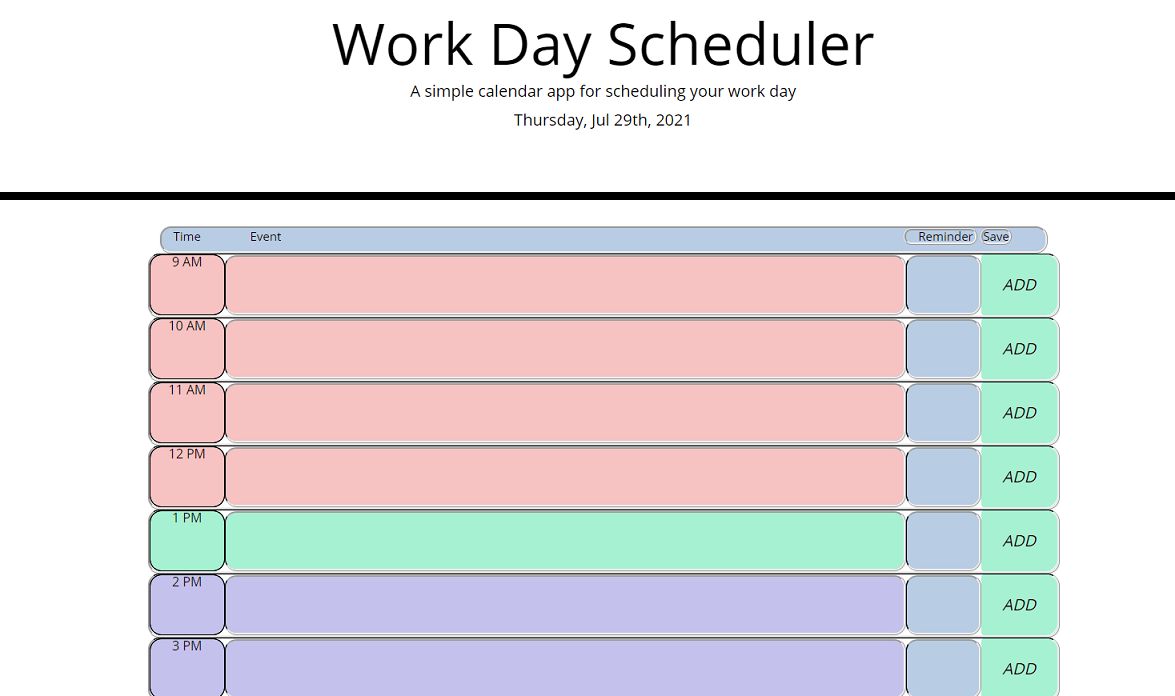 Work Day Scheduler
A simple calendar app for scheduling your work day
Thursday, Jul 29th, 2021
Time Event Reminder Save
9 AM ADD
10 AM ADD
11 AM ADD
12 PM ADD
1 PM ADD
2 PM ADD
3 PM ADD